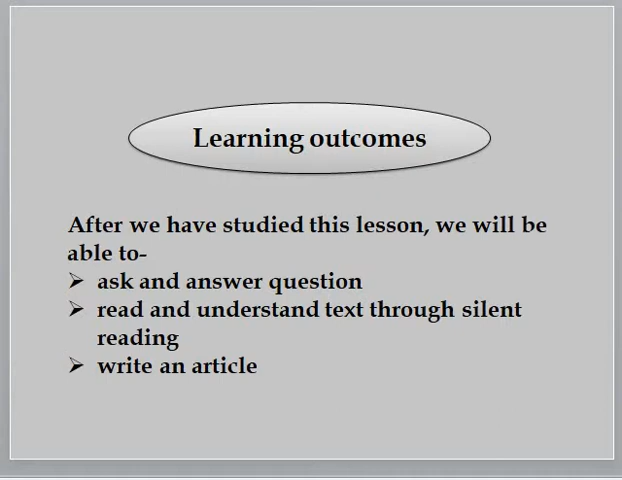 Learning outcomes
After we have studied this lesson, we will be
able to-
➢ ask and answer question
➢ read and understand text through silent
reading
➢ write an article